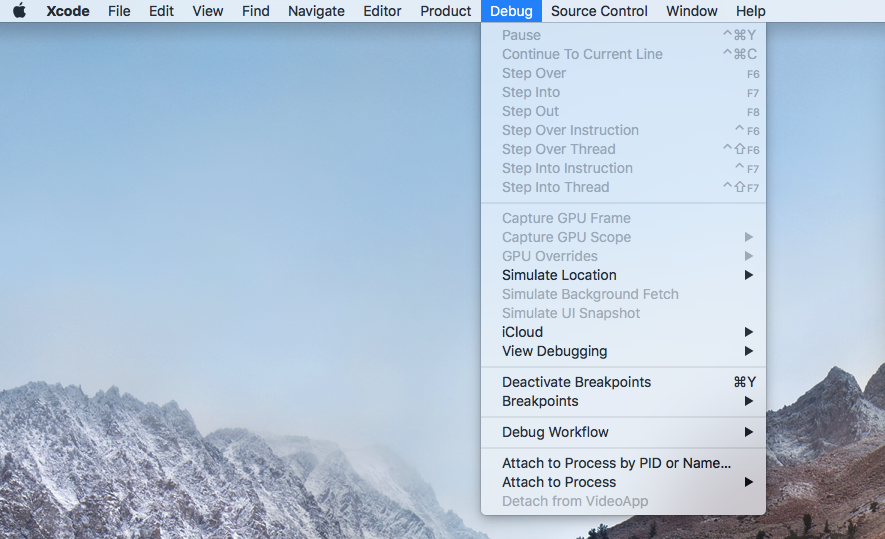 Xcode File Edit View Find Navigate Editor Product Debug Source Control Window Help
Pause ^⌘Y
Continue To Current Line ^⌘C
Step Over F6
Step Into F7
Step Out F8
Step Over Instruction ^F6
Step Over Thread ^⇧F6
Step Into Instruction ^F7
Step Into Thread ^⇧F7
Capture GPU Frame
Capture GPU Scope
GPU Overrides
Simulate Location
Simulate Background Fetch
Simulate UI Snapshot
iCloud
View Debugging
Deactivate Breakpoints ⌘Y
Breakpoints
Debug Workflow
Attach to Process by PID or Name...
Attach to Process
Detach from VideoApp